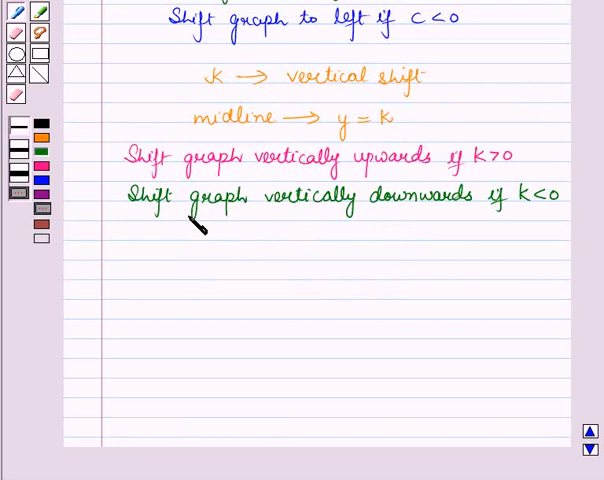 Shift graph to left if c < 0
k → vertical shift
midline → y = k
Shift graph vertically upwards if k > 0
Shift graph vertically downwards if k < 0